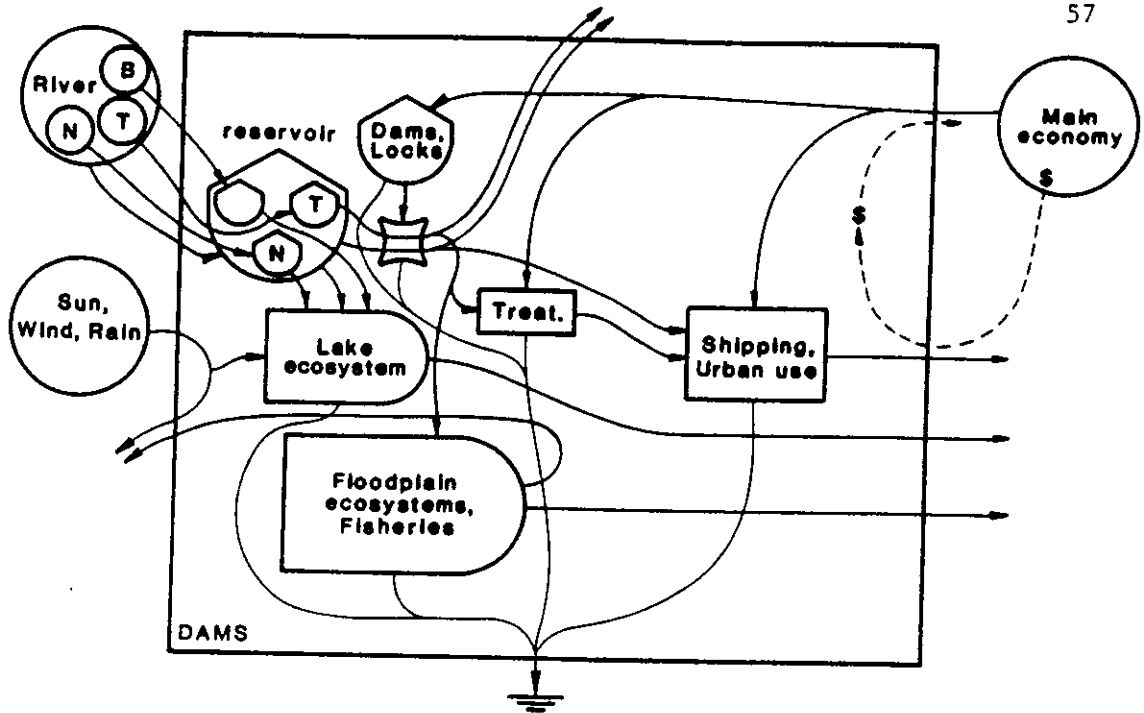 57
River
B
N
T
reservoir
Dams,
Locks
Main
economy
$
$
T
N
Sun,
Wind, Rain
Treat.
Lake
ecosystem
Shipping,
Urban use
Floodplain
ecosystems,
Fisheries
DAMS